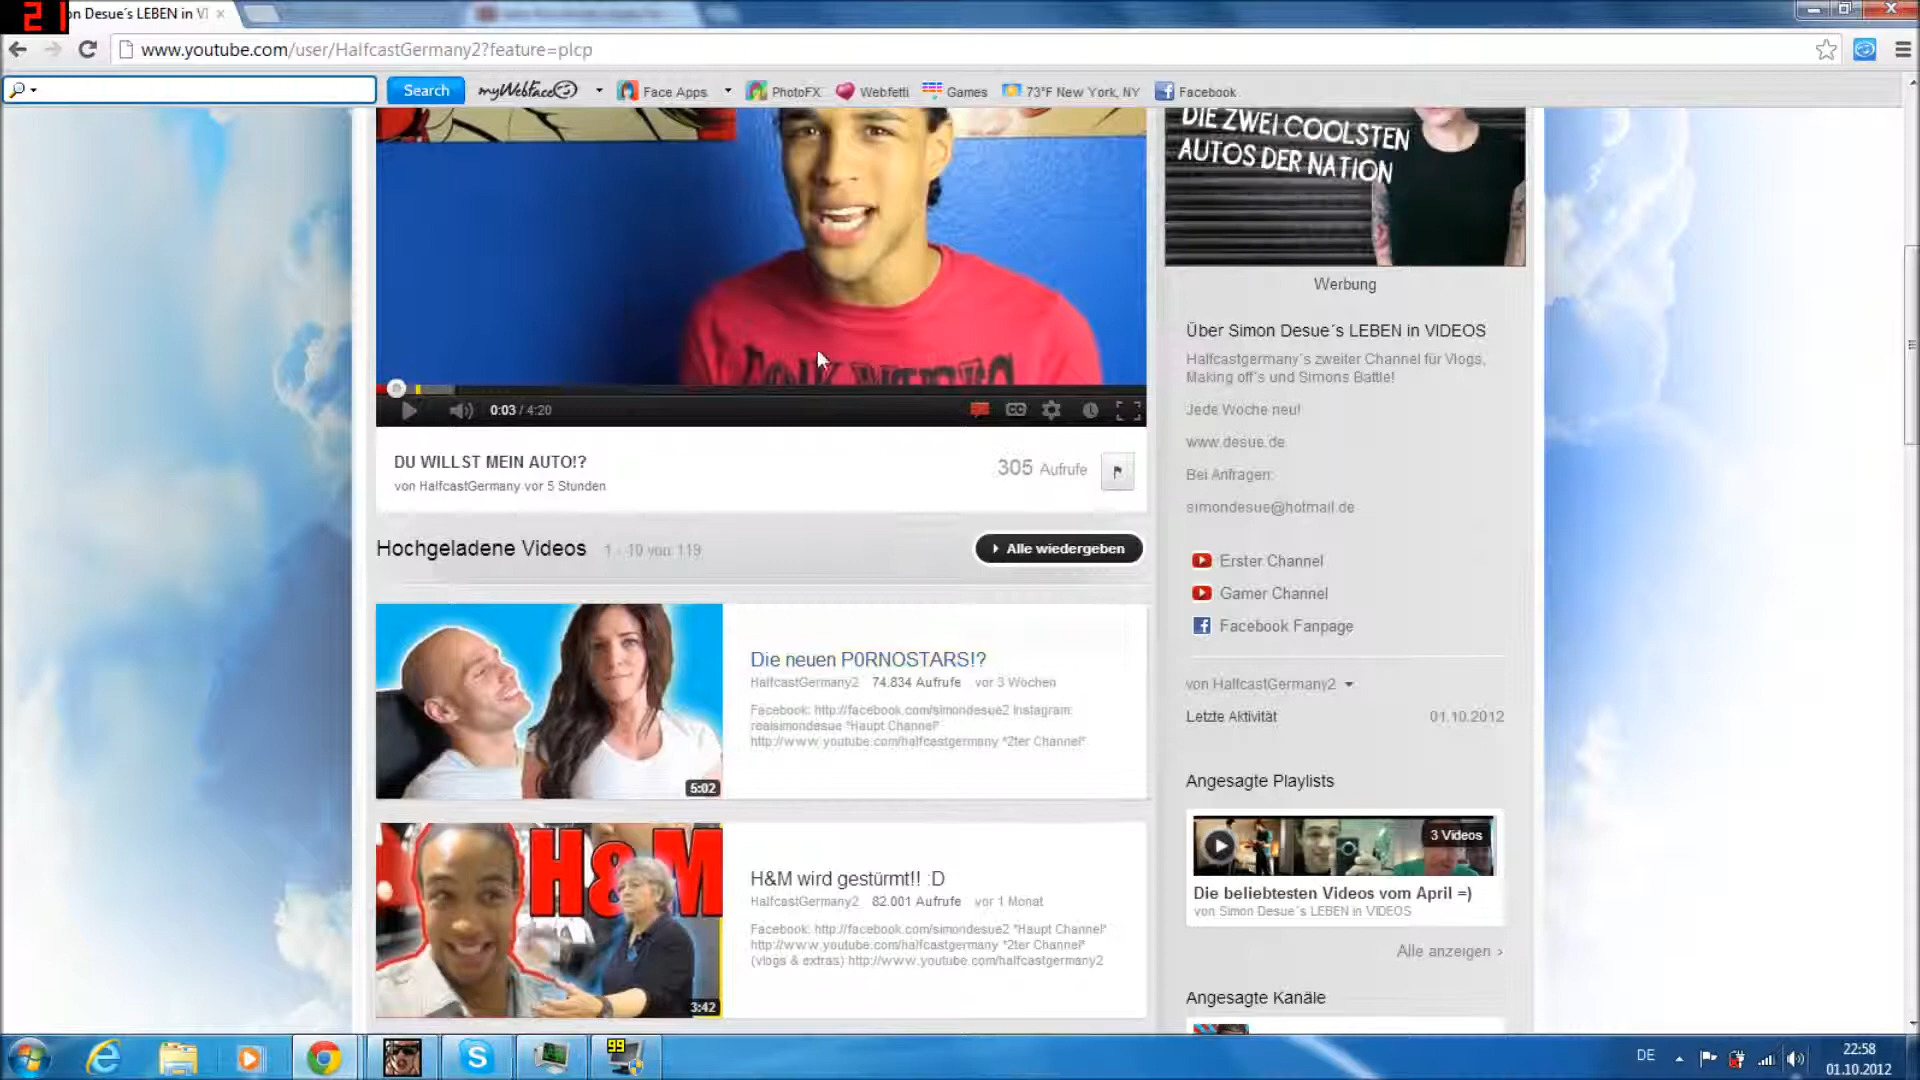 21
on Desue´s LEBEN in VI
www.youtube.com/user/HalfcastGermany2?feature=plcp
Search
myWebface
Face Apps
PhotoFX
Webfetti
Games
73°F New York, NY
Facebook
DIE ZWEI COOLSTEN
AUTOS DER NATION
Werbung
0:03 / 4:20
CC
DU WILLST MEIN AUTO!?
von HalfcastGermany vor 5 Stunden
305 Aufrufe
Hochgeladene Videos 1 - 10 von 119
Alle wiedergeben
5:02
Die neuen P0RNOSTARS!?
HalfcastGermany2 74.834 Aufrufe vor 3 Wochen
Facebook: http://facebook.com/simondesue2 Instagram:
realsimondesue *Haupt Channel*
http://www.youtube.com/halfcastgermany *2ter Channel*
H&M
3:42
H&M wird gestürmt!! :D
HalfcastGermany2 82.001 Aufrufe vor 1 Monat
Facebook: http://facebook.com/simondesue2 *Haupt Channel*
http://www.youtube.com/halfcastgermany *2ter Channel*
(vlogs & extras) http://www.youtube.com/halfcastgermany2
Über Simon Desue´s LEBEN in VIDEOS
Halfcastgermany´s zweiter Channel für Vlogs,
Making off´s und Simons Battle!
Jede Woche neu!
www.desue.de
Bei Anfragen:
simondesue@hotmail.de
Erster Channel
Gamer Channel
Facebook Fanpage
von HalfcastGermany2
Letzte Aktivität 01.10.2012
Angesagte Playlists
3 Videos
Die beliebtesten Videos vom April =)
von Simon Desue´s LEBEN in VIDEOS
Alle anzeigen >
Angesagte Kanäle
99
DE
22:58
01.10.2012